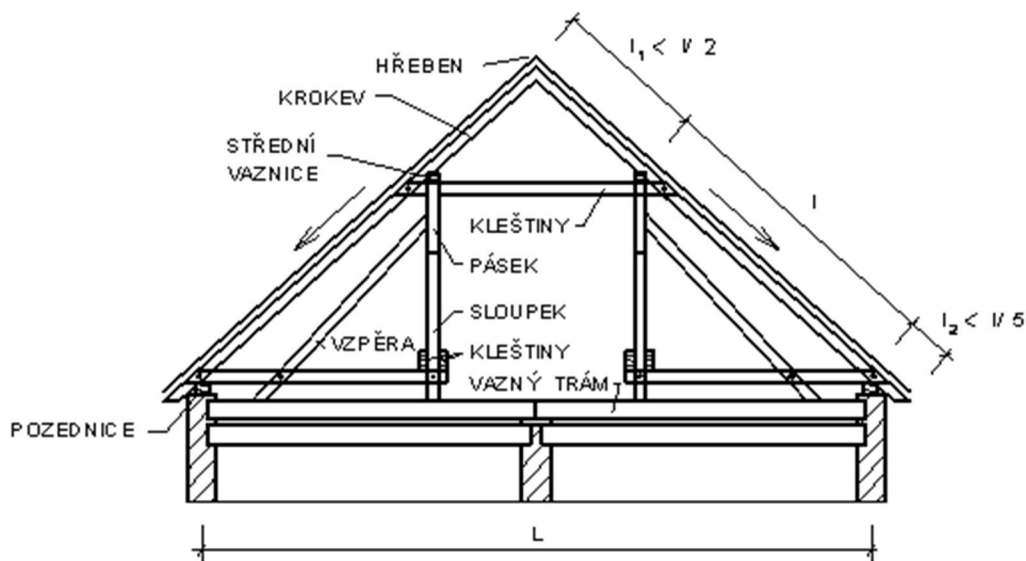 l₁ < l/2
HŘEBEN
KROKEV
STŘEDNÍ
VAZNICE
l
KLEŠTINY
PÁSEK
SLOUPEK
l₂ < l/5
VZPĚRA
KLEŠTINY
VAZNÝ TRÁM
POZEDNICE
L